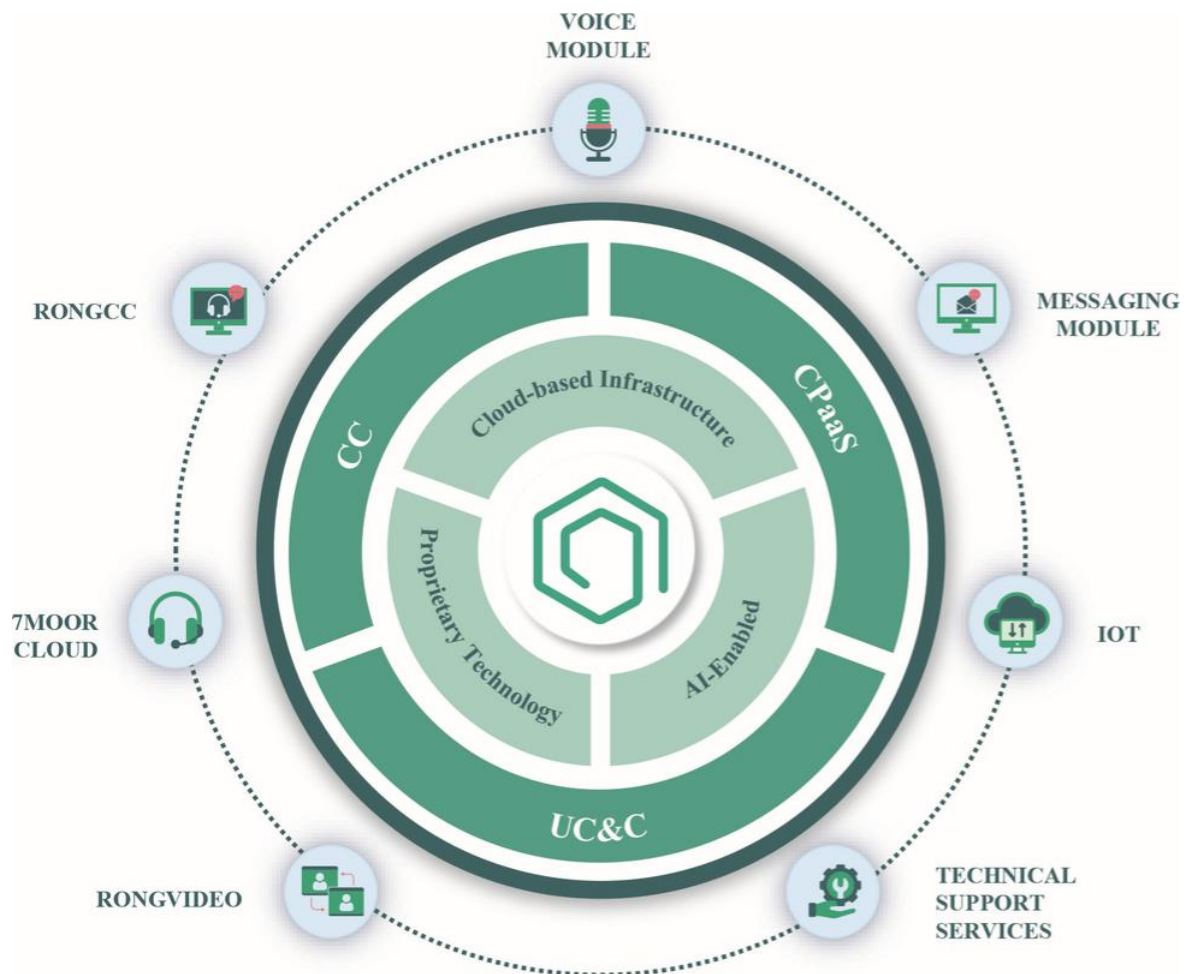 VOICE
MODULE
RONGCC
MESSAGING
MODULE
CC
CPaaS
Cloud-based Infrastructure
Proprietary Technology
AI-Enabled
7MOOR
CLOUD
IOT
UC&C
RONGVIDEO
TECHNICAL
SUPPORT
SERVICES